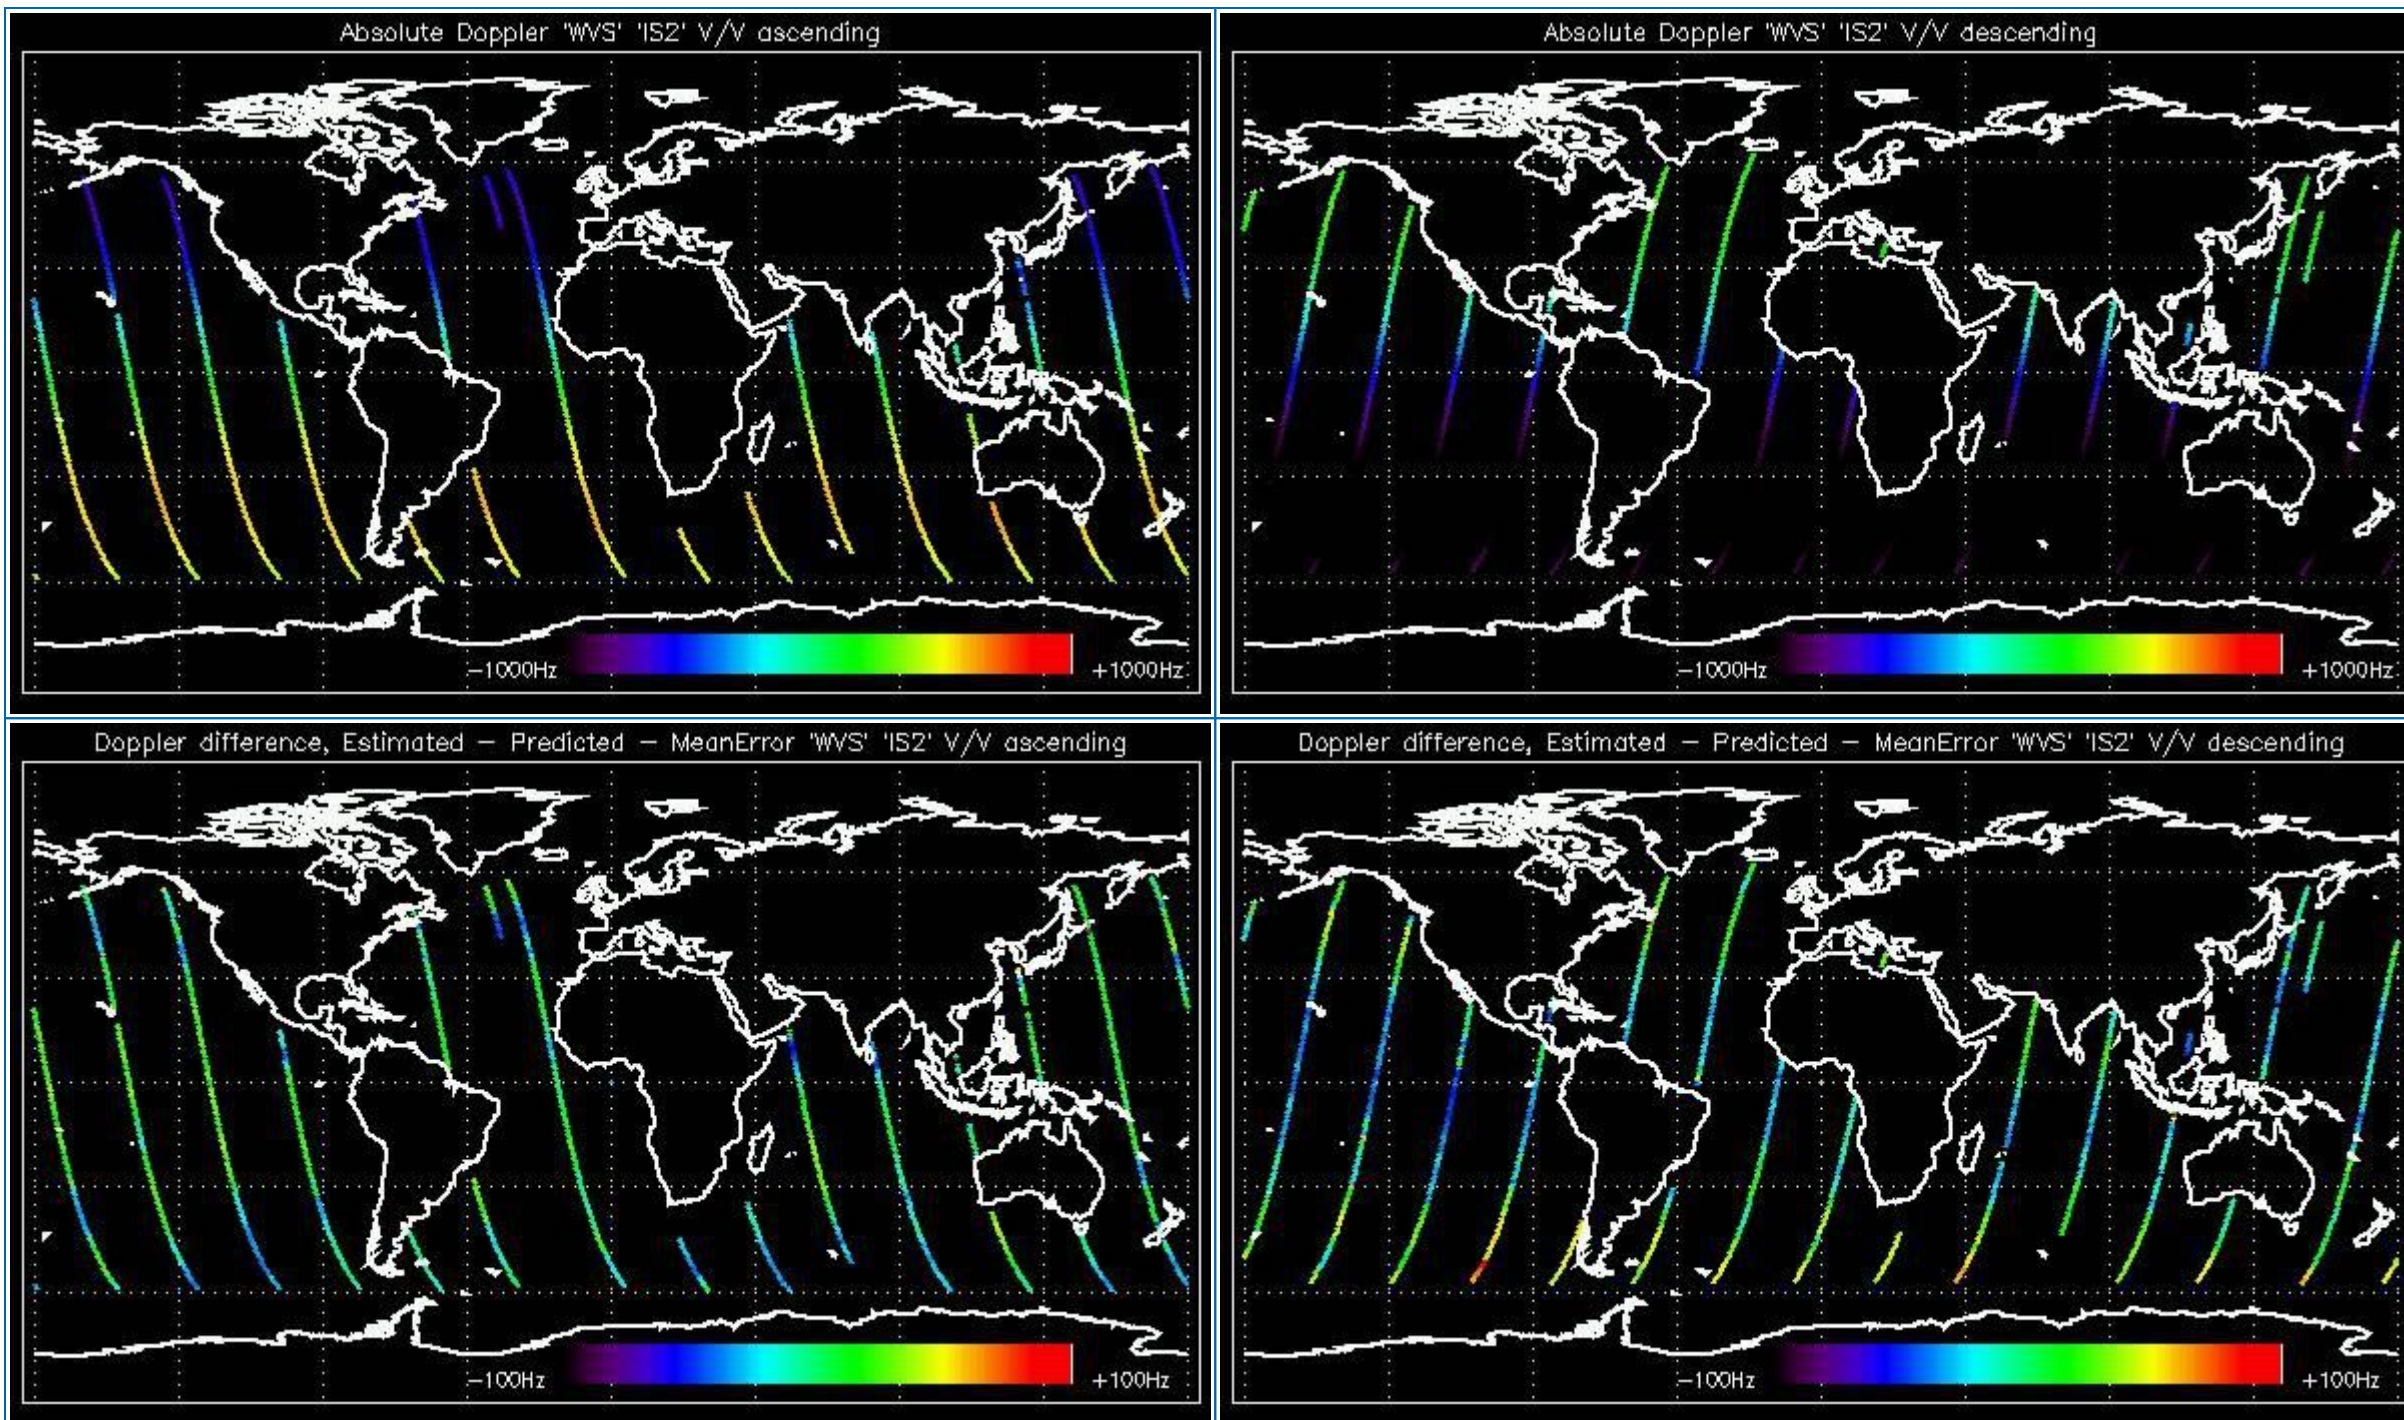 Absolute Doppler 'WVS' 'IS2' V/V ascending
-1000Hz
+1000Hz
Absolute Doppler 'WVS' 'IS2' V/V descending
-1000Hz
+1000Hz
Doppler difference, Estimated - Predicted - MeanError 'WVS' 'IS2' V/V ascending
-100Hz
+100Hz
Doppler difference, Estimated - Predicted - MeanError 'WVS' 'IS2' V/V descending
-100Hz
+100Hz